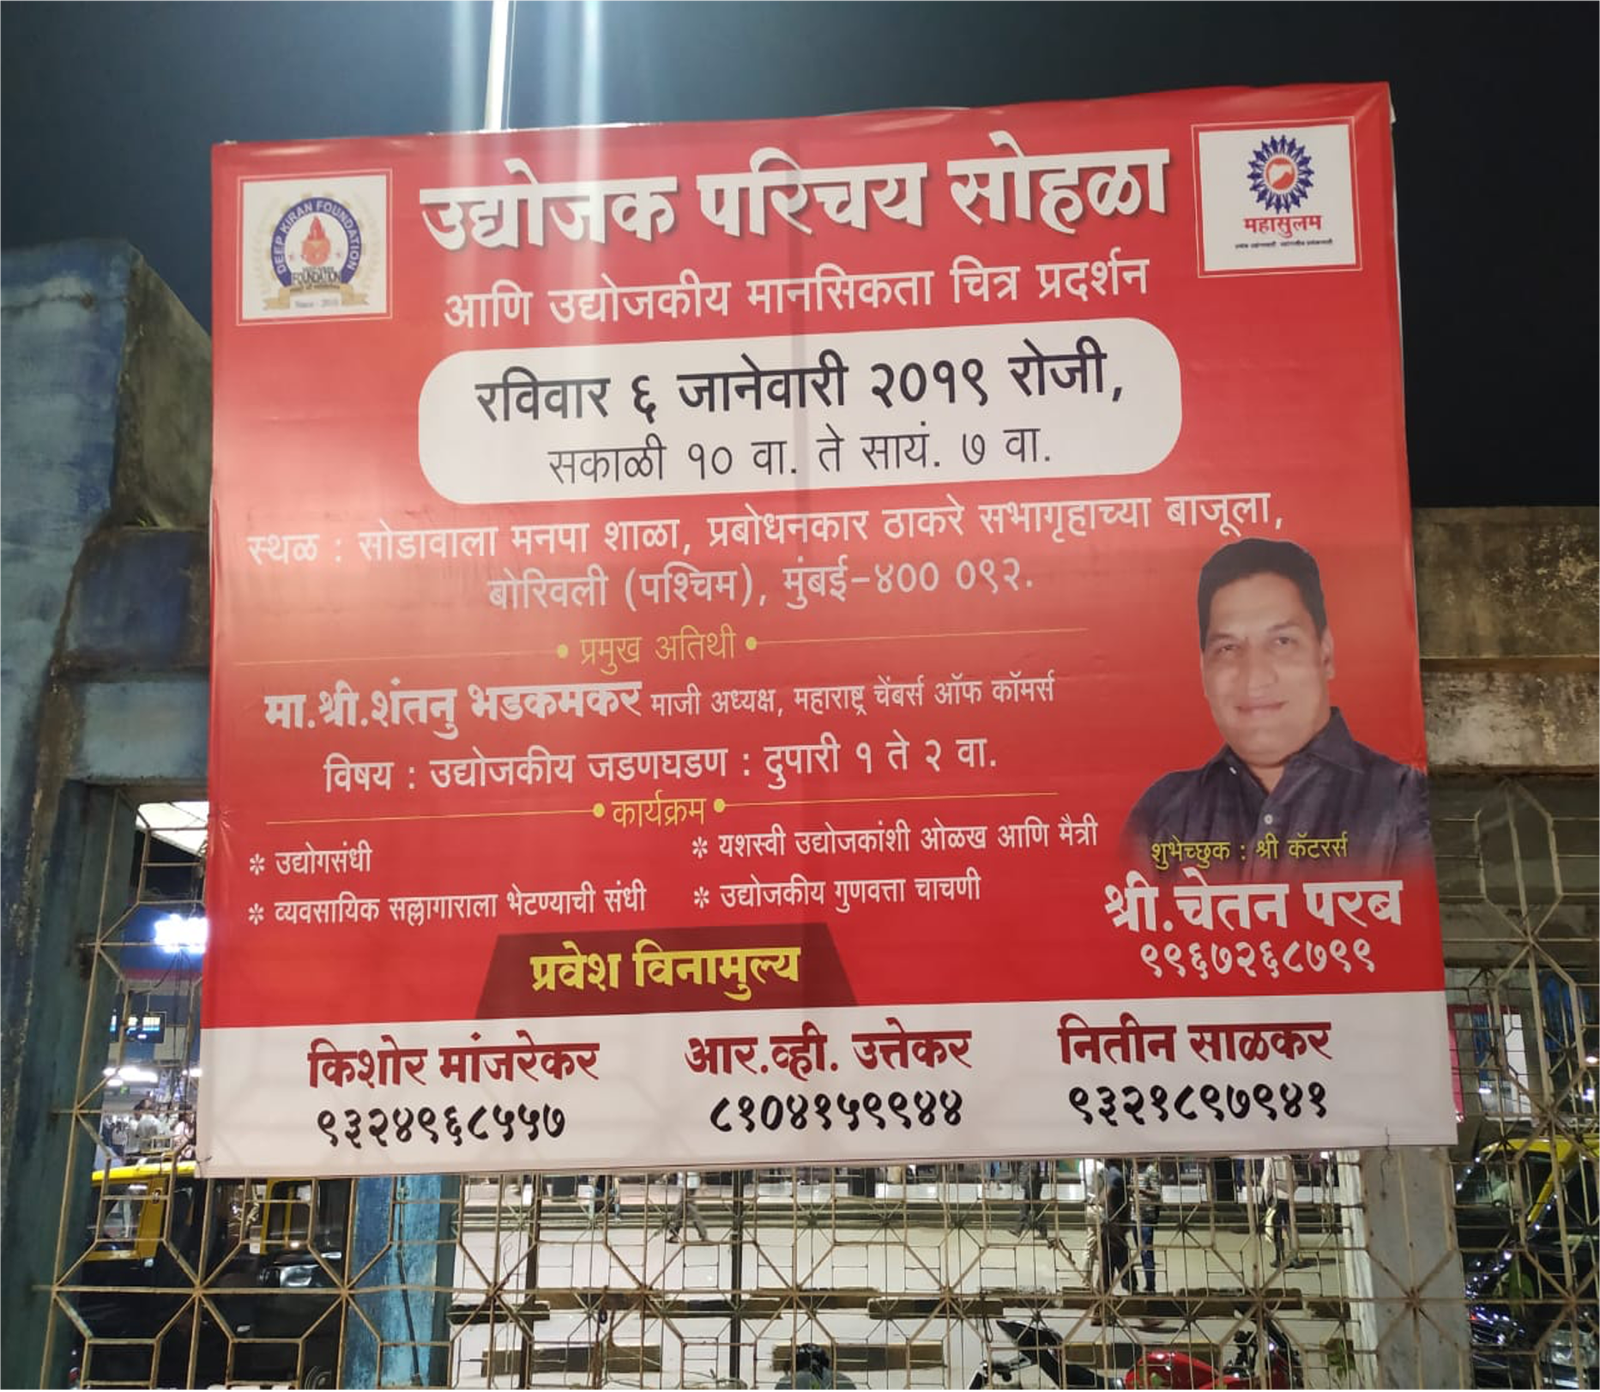 उद्योजक परिचय सोहळा
DEEP KIRAN FOUNDATION
FOUNDATION
महासुलम
आणि उद्योजकीय मानसिकता चित्र प्रदर्शन
रविवार ६ जानेवारी २०१९ रोजी,
सकाळी १० वा. ते सायं. ७ वा.
स्थळ : सोडावाला मनपा शाळा, प्रबोधनकार ठाकरे सभागृहाच्या बाजूला,
बोरिवली (पश्चिम), मुंबई-४०० ०९२.
• प्रमुख अतिथी •
मा.श्री.शंतनु भडकमकर माजी अध्यक्ष, महाराष्ट्र चेंबर्स ऑफ कॉमर्स
विषय : उद्योजकीय जडणघडण : दुपारी १ ते २ वा.
• कार्यक्रम •
* उद्योगसंधी
* यशस्वी उद्योजकांशी ओळख आणि मैत्री
* व्यवसायिक सल्लागाराला भेटण्याची संधी
* उद्योजकीय गुणवत्ता चाचणी
शुभेच्छुक : श्री कॅटरर्स
श्री.चेतन परब
९९६७२६८७९९
प्रवेश विनामुल्य
किशोर मांजरेकर
९३२४९६८५५७
आर.व्ही. उत्तेकर
८१०४१५९९४४
नितीन साळकर
९३२१८९७९४१